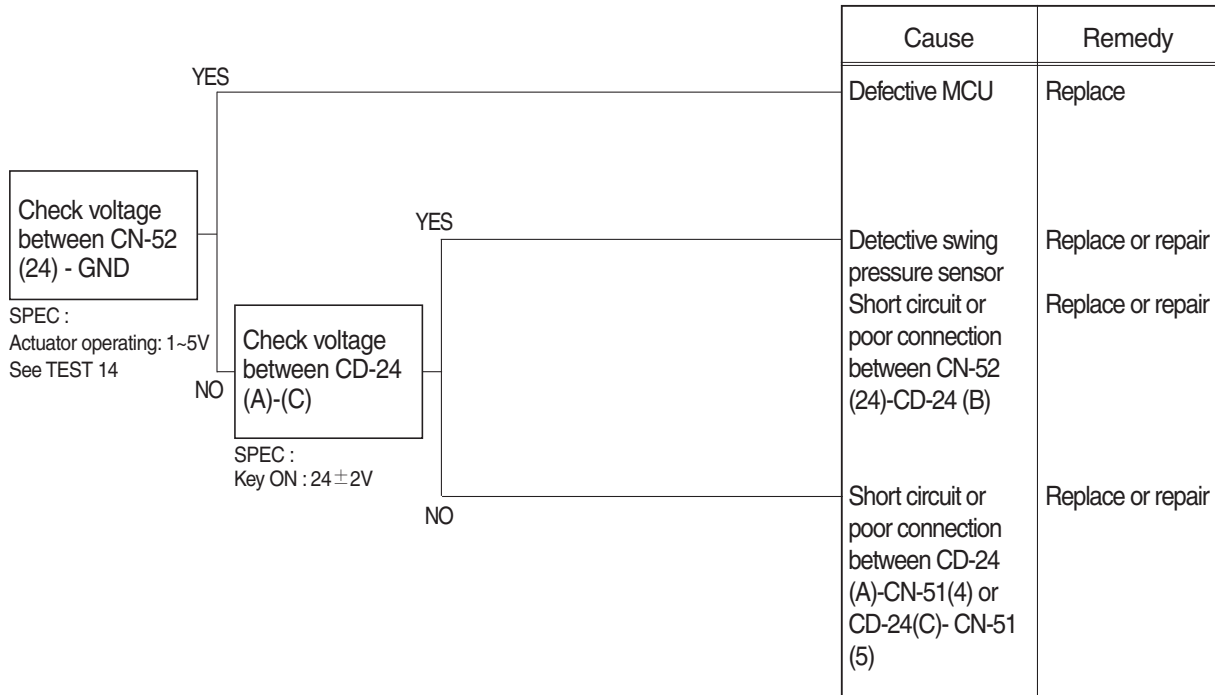 Cause
Remedy
YES
Defective MCU
Replace
Check voltage
between CN-52
(24) - GND
SPEC :
Actuator operating: 1~5V
See TEST 14
NO
YES
Detective swing
pressure sensor
Replace or repair
Short circuit or
poor connection
between CN-52
(24)-CD-24 (B)
Replace or repair
Check voltage
between CD-24
(A)-(C)
SPEC :
Key ON : 24±2V
NO
Short circuit or
poor connection
between CD-24
(A)-CN-51(4) or
CD-24(C)- CN-51
(5)
Replace or repair